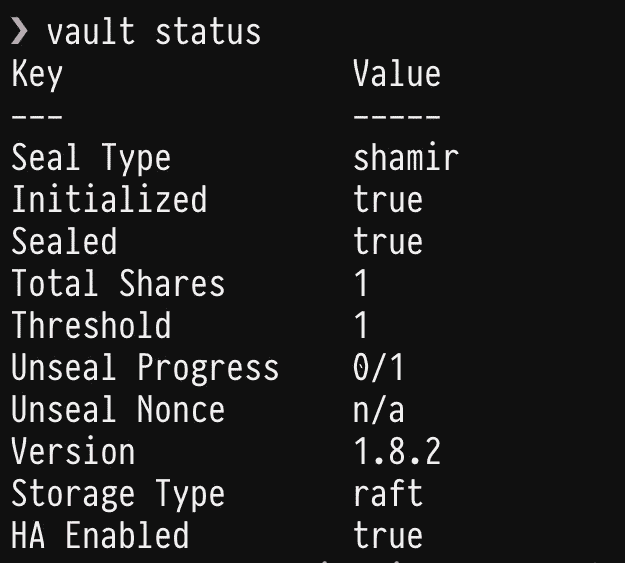 ❯ vault status
Key                Value
---                -----
Seal Type          shamir
Initialized        true
Sealed             true
Total Shares       1
Threshold          1
Unseal Progress    0/1
Unseal Nonce       n/a
Version            1.8.2
Storage Type       raft
HA Enabled         true